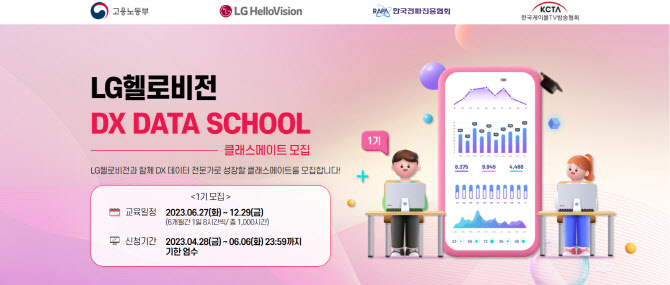 고용노동부
LG HelloVision
RAPA 한국전파진흥협회
KCTA
한국케이블TV방송협회
LG헬로비전
DX DATA SCHOOL
클래스메이트 모집
LG헬로비전과 함께 DX 데이터 전문가로 성장할 클래스메이트를 모집합니다!
<1기 모집>
교육일정 2023.06.27(화) ~ 12.29(금)
(6개월간 1일 8시간씩/ 총 1,000시간)
신청기간 2023.04.28(금) ~ 06.06(화) 23:59까지
기한 엄수
1기
8.375 9.845 4.488